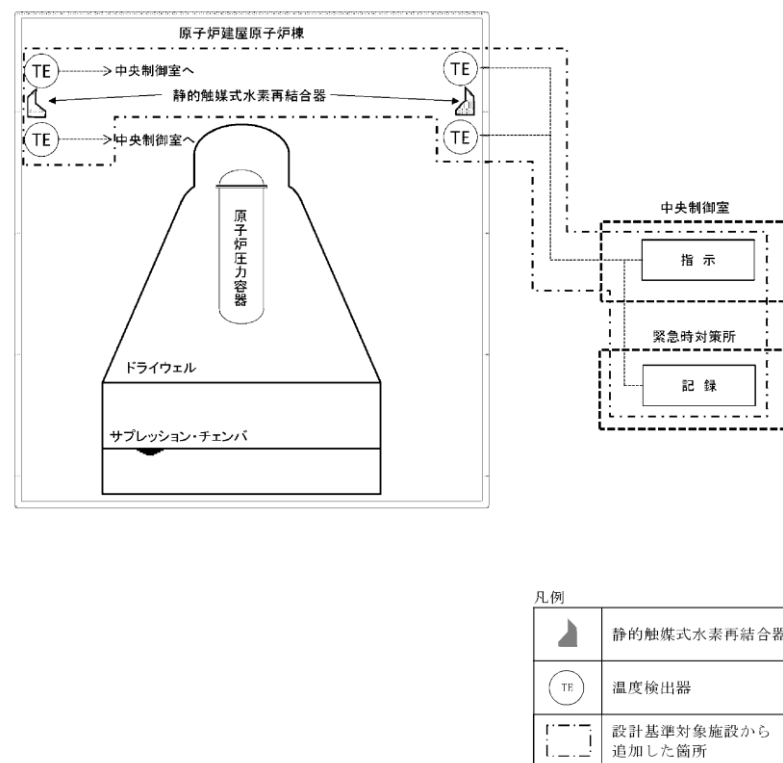 原子炉建屋原子炉棟
TE
中央制御室へ
TE
静的触媒式水素再結合器
TE
中央制御室へ
TE
原子炉圧力容器
中央制御室
指 示
緊急時対策所
記 録
ドライウェル
サプレッション・チェンバ
凡例
静的触媒式水素再結合器
TE
温度検出器
設計基準対象施設から
追加した箇所